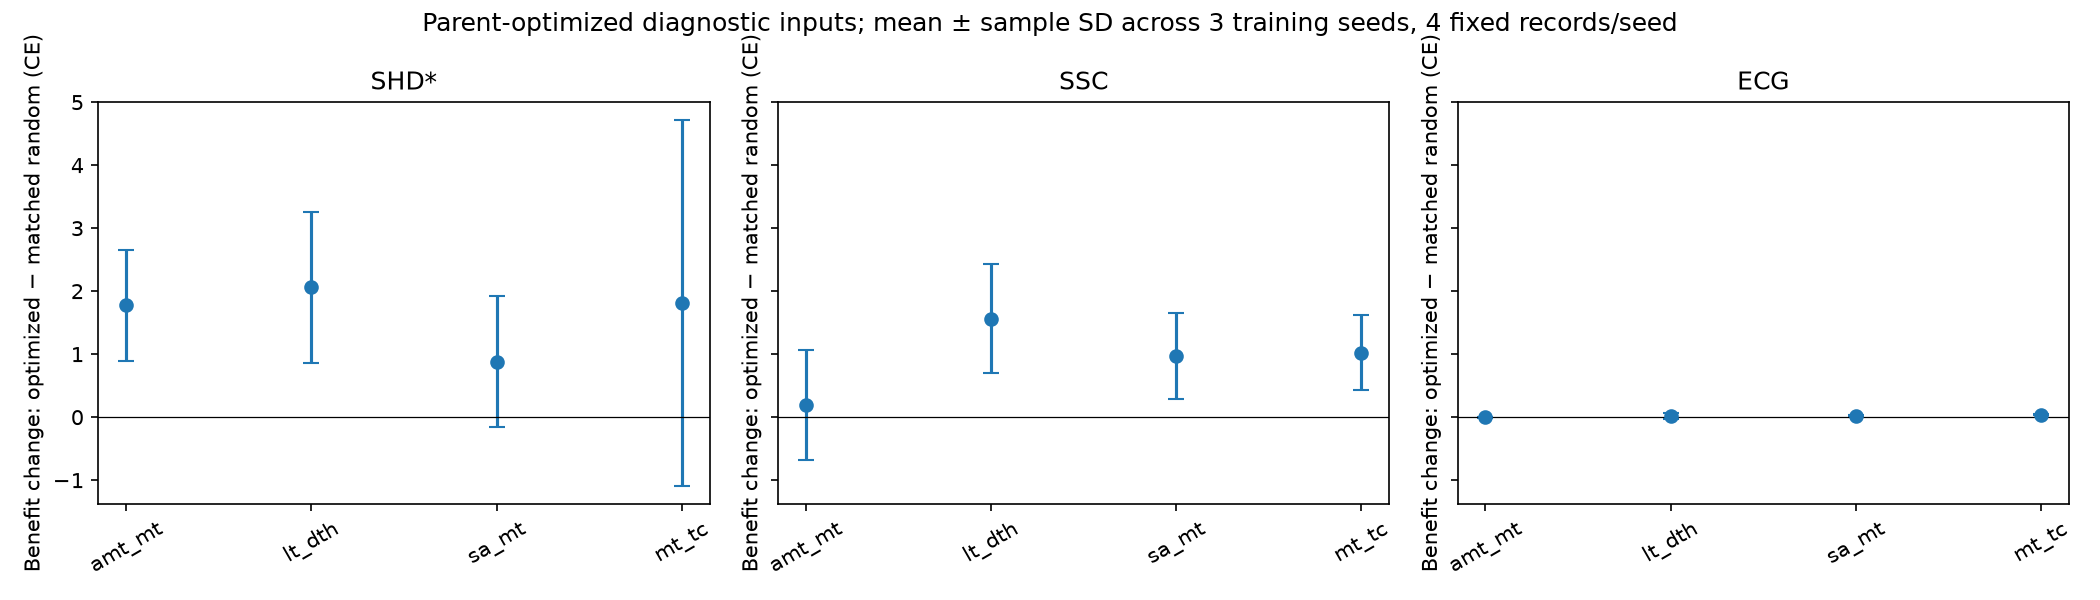 Parent-optimized diagnostic inputs; mean ± sample SD across 3 training seeds, 4 fixed records/seed
SHD*
Benefit change: optimized − matched random (CE)
5
4
3
2
1
0
−1
amt_mt
lt_dth
sa_mt
mt_tc
SSC
Benefit change: optimized − matched random (CE)
amt_mt
lt_dth
sa_mt
mt_tc
ECG
Benefit change: optimized − matched random (CE)
amt_mt
lt_dth
sa_mt
mt_tc